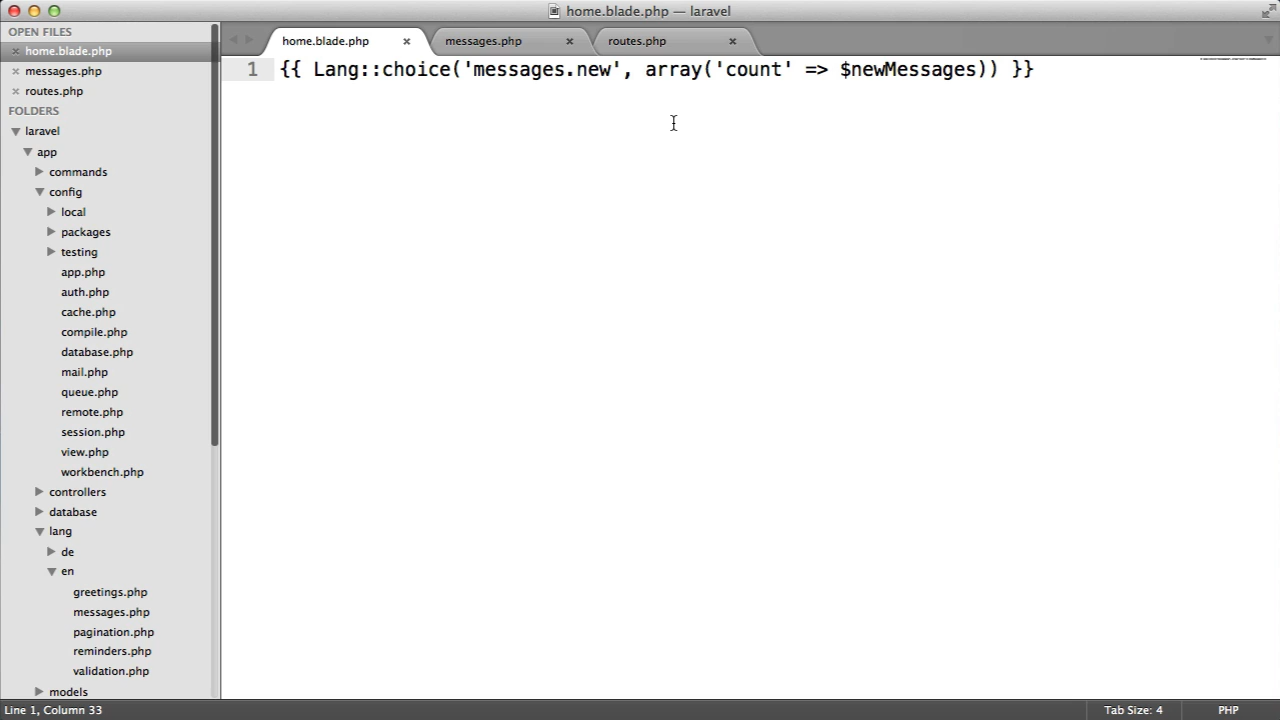 home.blade.php — laravel
OPEN FILES
home.blade.php
messages.php
routes.php
FOLDERS
laravel
app
commands
config
local
packages
testing
app.php
auth.php
cache.php
compile.php
database.php
mail.php
queue.php
remote.php
session.php
view.php
workbench.php
controllers
database
lang
de
en
greetings.php
messages.php
pagination.php
reminders.php
validation.php
models
home.blade.php messages.php routes.php
1 {{ Lang::choice('messages.new', array('count' => $newMessages)) }}
Line 1, Column 33 Tab Size: 4 PHP